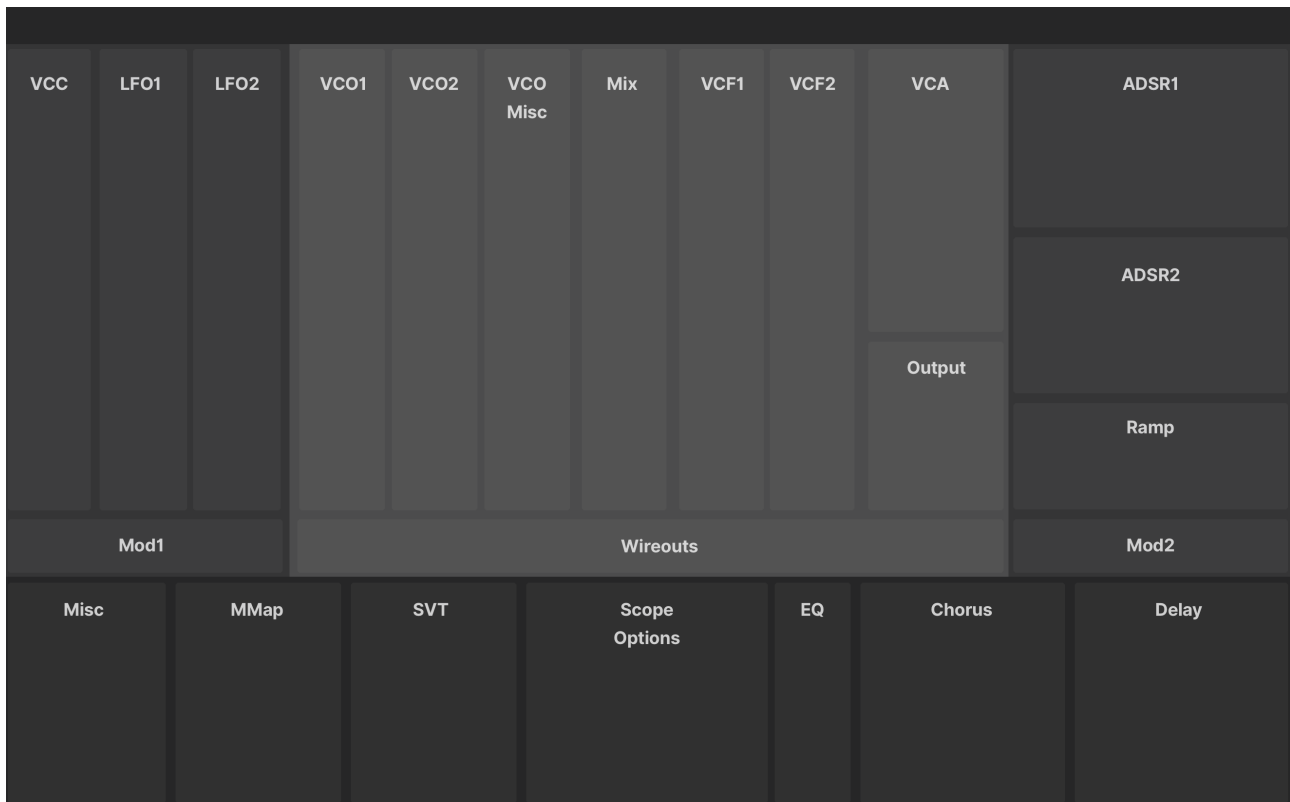 VCC
LFO1
LFO2
VCO1
VCO2
VCO
Misc
Mix
VCF1
VCF2
VCA
ADSR1
ADSR2
Output
Ramp
Mod1
Wireouts
Mod2
Misc
MMap
SVT
Scope
Options
EQ
Chorus
Delay